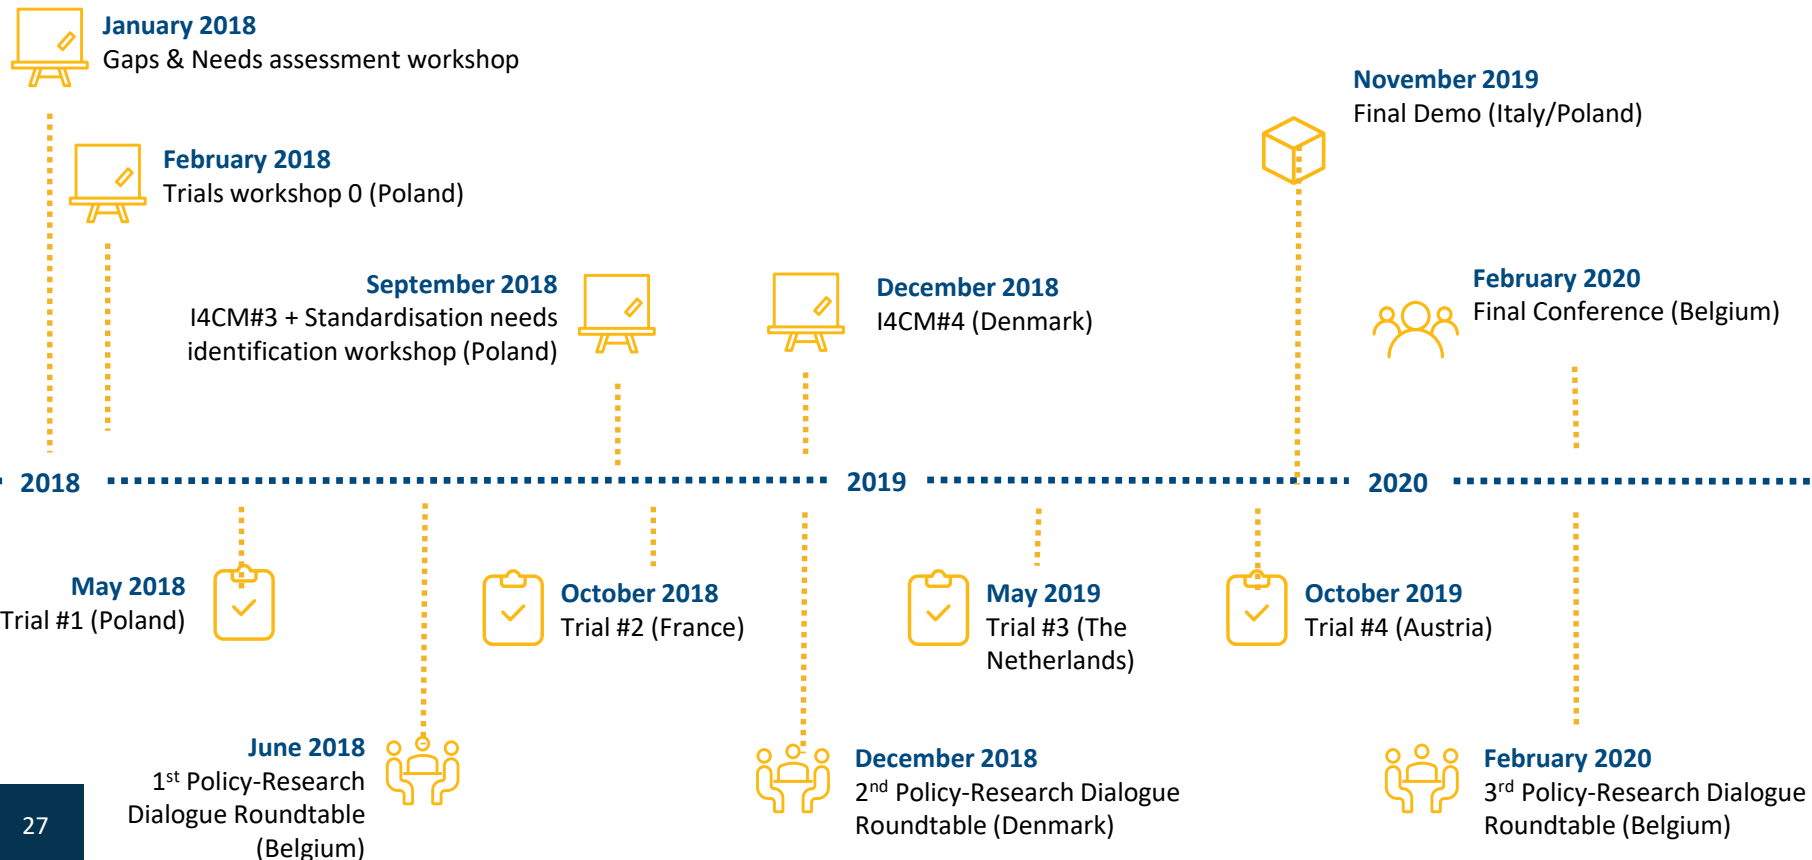 January 2018
Gaps & Needs assessment workshop
February 2018
Trials workshop 0 (Poland)
September 2018
I4CM#3 + Standardisation needs
identification workshop (Poland)
December 2018
I4CM#4 (Denmark)
November 2019
Final Demo (Italy/Poland)
February 2020
Final Conference (Belgium)
2018
2019
2020
May 2018
Trial #1 (Poland)
October 2018
Trial #2 (France)
May 2019
Trial #3 (The
Netherlands)
October 2019
Trial #4 (Austria)
June 2018
1st Policy-Research
Dialogue Roundtable
(Belgium)
December 2018
2nd Policy-Research Dialogue
Roundtable (Denmark)
February 2020
3rd Policy-Research Dialogue
Roundtable (Belgium)
27